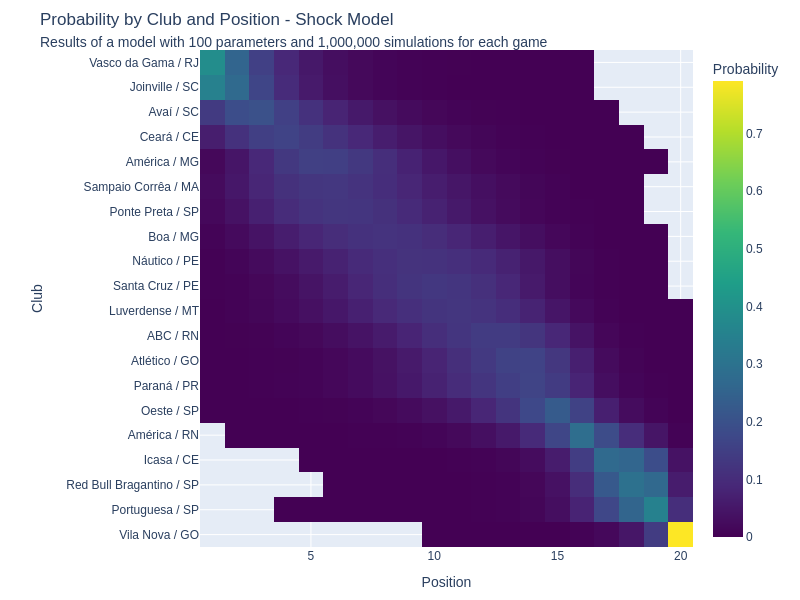 Probability by Club and Position - Shock Model
Results of a model with 100 parameters and 1,000,000 simulations for each game
Club
Vasco da Gama / RJ
Joinville / SC
Avaí / SC
Ceará / CE
América / MG
Sampaio Corrêa / MA
Ponte Preta / SP
Boa / MG
Náutico / PE
Santa Cruz / PE
Luverdense / MT
ABC / RN
Atlético / GO
Paraná / PR
Oeste / SP
América / RN
Icasa / CE
Red Bull Bragantino / SP
Portuguesa / SP
Vila Nova / GO
5
10
15
20
Position
Probability
0.7
0.6
0.5
0.4
0.3
0.2
0.1
0